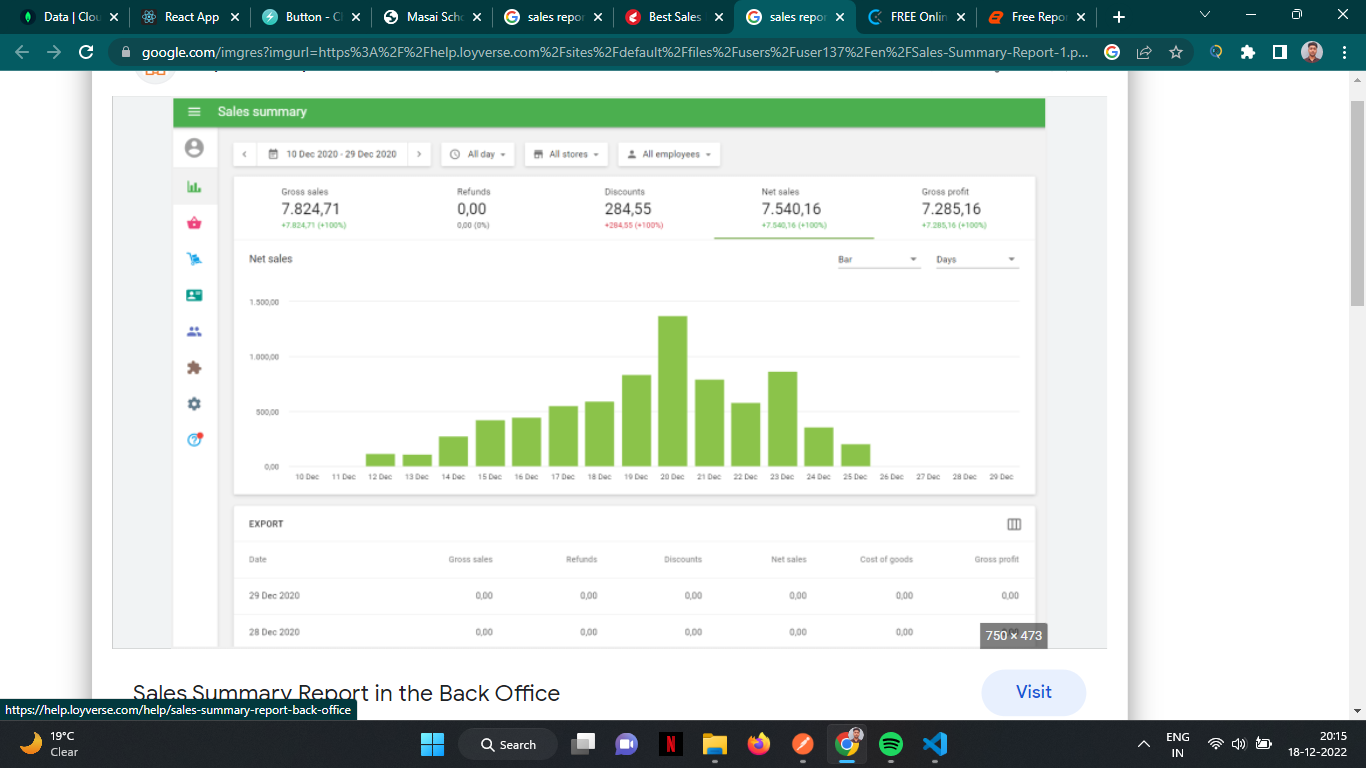 Data | Clou
React App
Button - C
Masai Scho
sales repor
Best Sales
sales repor
FREE Onlin
Free Repo
google.com/imgres?imgurl=https%3A%2F%2Fhelp.loyverse.com%2Fsites%2Fdefault%2Ffiles%2Fusers%2Fuser137%2Fen%2FSales-Summary-Report-1.p...
Sales summary
10 Dec 2020 - 29 Dec 2020
All day
All stores
All employees
Gross sales Refunds Discounts Net sales Gross profit
7.824,71 0,00 284,55 7.540,16 7.285,16
+7.824,71 (+100%) 0,00 (0%) +284,55 (+100%) +7.540,16 (+100%) +7.285,16 (+100%)
Net sales Bar Days
1.500,00
1.000,00
500,00
0,00
10 Dec 11 Dec 12 Dec 13 Dec 14 Dec 15 Dec 16 Dec 17 Dec 18 Dec 19 Dec 20 Dec 21 Dec 22 Dec 23 Dec 24 Dec 25 Dec 26 Dec 27 Dec 28 Dec 29 Dec
EXPORT
Date Gross sales Refunds Discounts Net sales Cost of goods Gross profit
29 Dec 2020 0,00 0,00 0,00 0,00 0,00 0,00
28 Dec 2020 0,00 0,00 0,00 0,00 0,00
750 × 473
Sales Summary Report in the Back Office
Visit
https://help.loyverse.com/help/sales-summary-report-back-office
19°C
Clear
Search
ENG
IN
20:15
18-12-2022